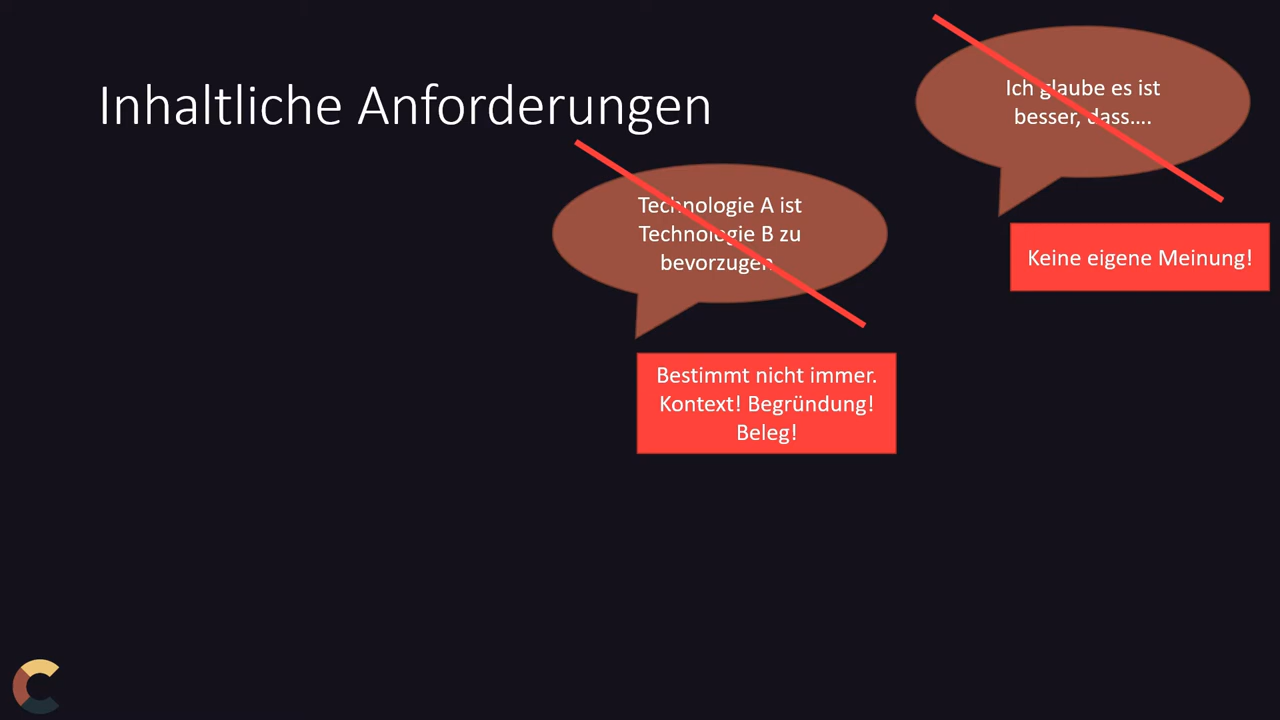 Inhaltliche Anforderungen
Ich glaube es ist
besser, dass....
Keine eigene Meinung!
Technologie A ist
Technologie B zu
bevorzugen
Bestimmt nicht immer.
Kontext! Begründung!
Beleg!